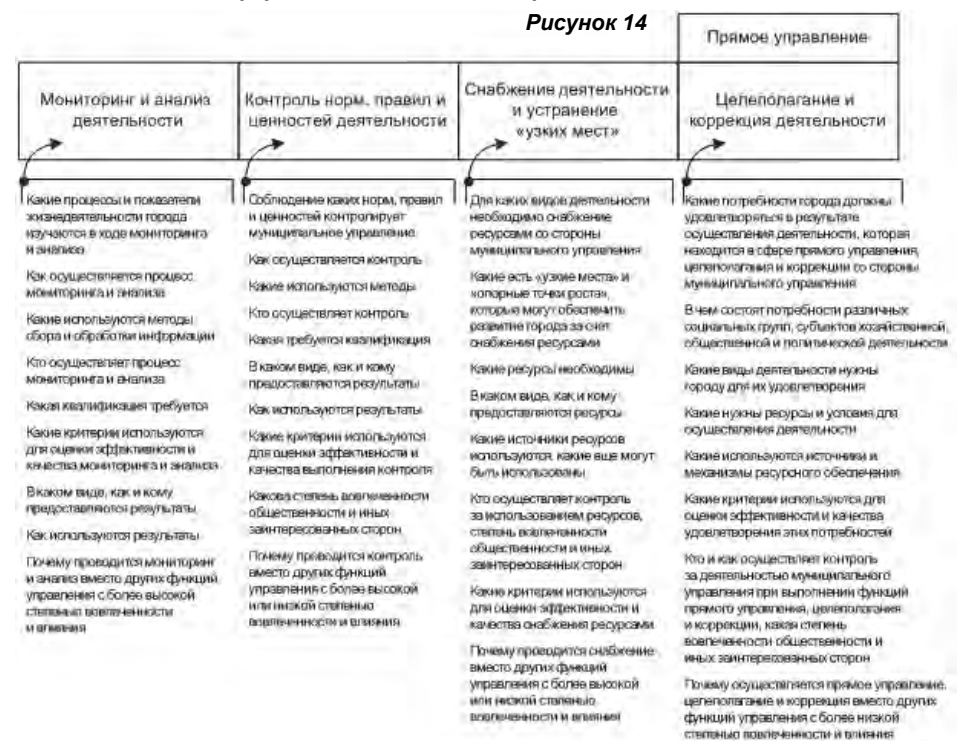 Рисунок 14
Прямое управление
Мониторинг и анализ
деятельности
Контроль норм, правил и
ценностей деятельности
Снабжение деятельности
и устранение
«узких мест»
Целеполагание и
коррекция деятельности
Какие процессы и показатели
жизнедеятельности города
изучаются в ходе мониторинга
и анализа
Как осуществляется процесс
мониторинга и анализа
Какие используются методы
сбора и обработки информации
Кто осуществляет процесс
мониторинга и анализа
Какая квалификация требуется
Какие критерии используются
для оценки эффективности и
качества мониторинга и анализа
В каком виде, как и кому
предоставляются результаты
Как используются результаты
Почему проводится мониторинг
и анализ вместо других функций
управления с более высокой
степенью вовлеченности
и влияния
Соблюдение каких норм, правил
и ценностей контролирует
муниципальное управление
Как осуществляется контроль
Какие используются методы
Кто осуществляет контроль
Какая требуется квалификация
В каком виде, как и кому
предоставляются результаты
Как используются результаты
Какие критерии используются
для оценки эффективности и
качества выполнения контроля
Какова степень вовлеченности
общественности и иных
заинтересованных сторон
Почему проводится контроль
вместо других функций
управления с более высокой
или низкой степенью
вовлеченности и влияния
Для каких видов деятельности
необходимо снабжение
ресурсами со стороны
муниципального управления
Какие есть «узкие места» и
«опорные точки роста»,
которые могут обеспечить
развитие города за счет
снабжения ресурсами
Какие ресурсы необходимы
В каком виде, как и кому
предоставляются ресурсы
Какие источники ресурсов
используются, какие еще могут
быть использованы
Кто осуществляет контроль
за использованием ресурсов,
степень вовлеченности
общественности и иных
заинтересованных сторон
Какие критерии используются
для оценки эффективности и
качества снабжения ресурсами
Почему проводится снабжение
вместо других функций
управления с более высокой
или низкой степенью
вовлеченности и влияния
Какие потребности города должны
удовлетворяться в результате
осуществления деятельности, которая
находится в сфере прямого управления,
целеполагания и коррекции со стороны
муниципального управления
В чем состоят потребности различных
социальных групп, субъектов хозяйственной,
общественной и политической деятельности
Какие виды деятельности нужны
городу для их удовлетворения
Какие нужны ресурсы и условия для
осуществления деятельности
Какие используются источники и
механизмы ресурсного обеспечения
Какие критерии используются для
оценки эффективности и качества
удовлетворения этих потребностей
Кто и как осуществляет контроль
за деятельностью муниципального
управления при выполнении функций
прямого управления, целеполагания
и коррекции, какая степень
вовлеченности общественности и
иных заинтересованных сторон
Почему осуществляется прямое управление,
целеполагание и коррекция вместо других
функций управления с более низкой
степенью вовлеченности и влияния